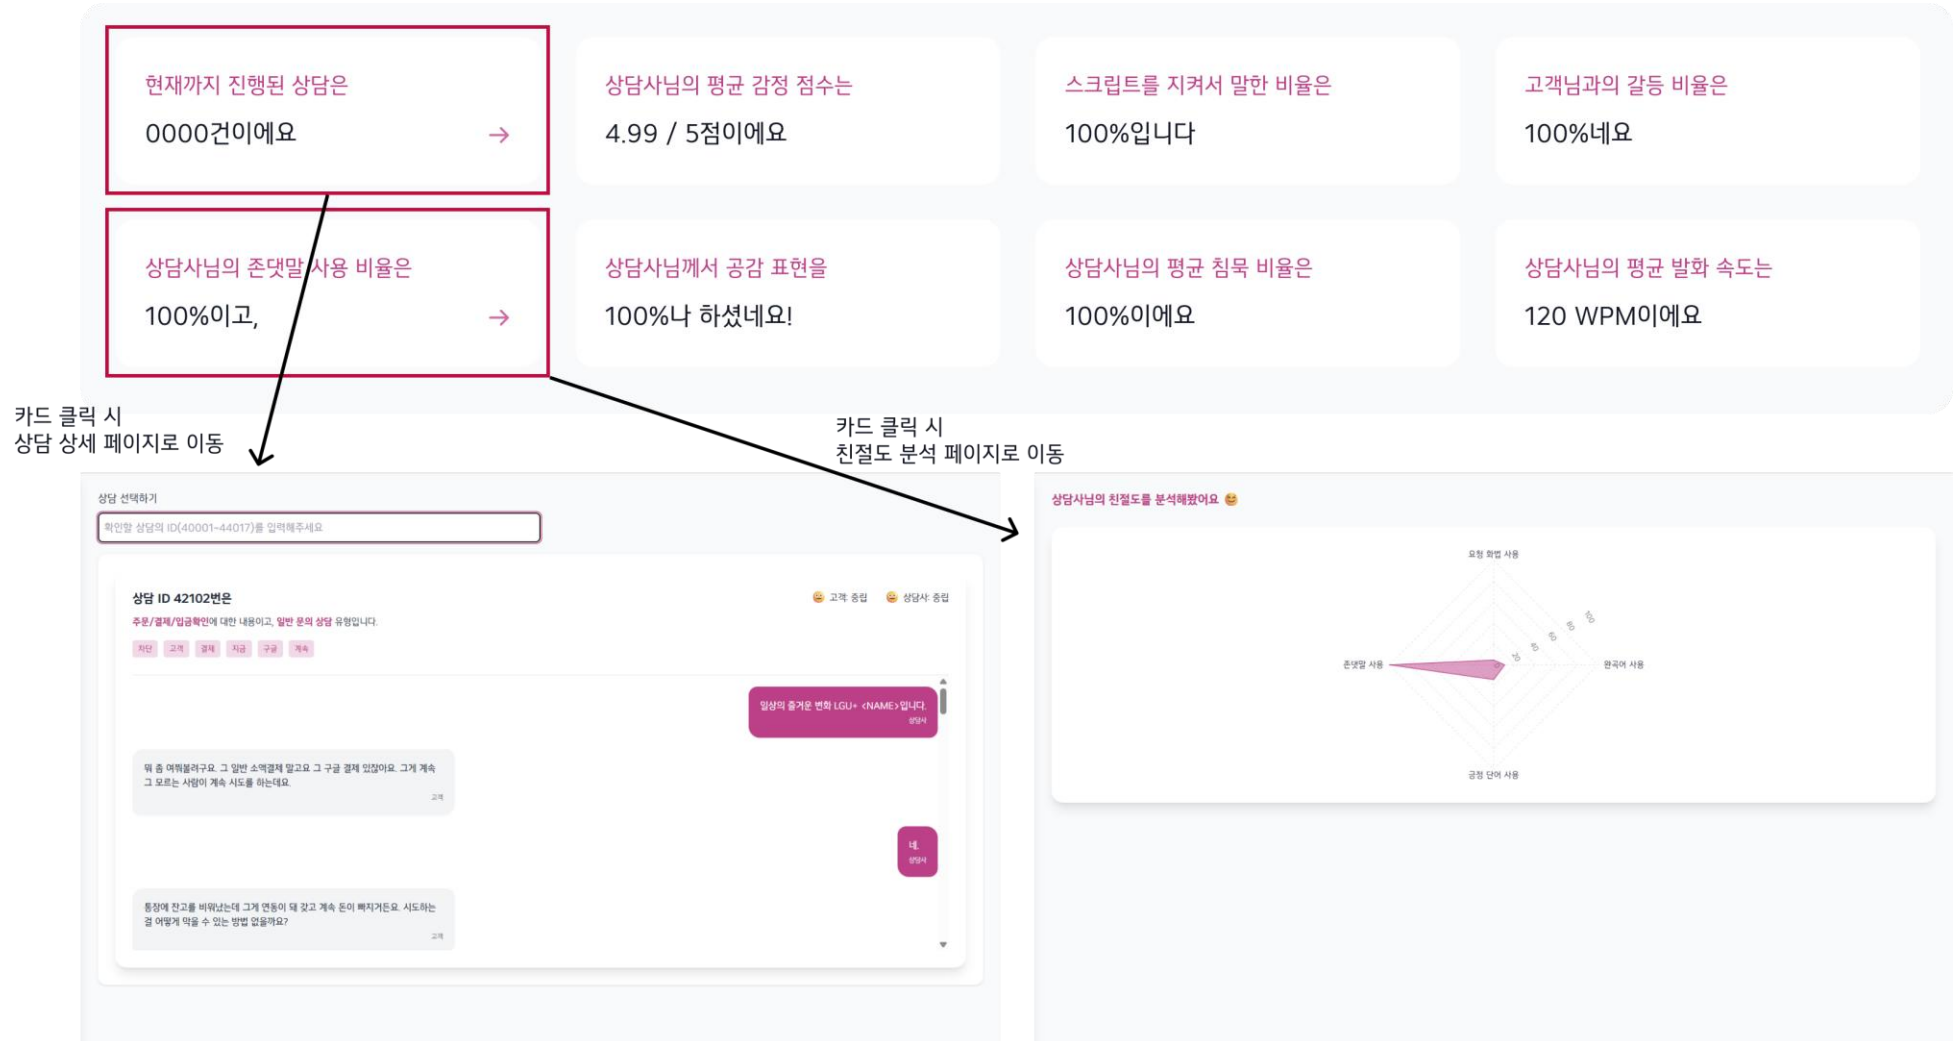 현재까지 진행된 상담은
0000건이에요
→
상담사님의 평균 감정 점수는
4.99 / 5점이에요
스크립트를 지켜서 말한 비율은
100%입니다
고객님과의 갈등 비율은
100%네요
상담사님의 존댓말 사용 비율은
100%이고,
→
상담사님께서 공감 표현을
100%나 하셨네요!
상담사님의 평균 침묵 비율은
100%이에요
상담사님의 평균 발화 속도는
120 WPM이에요
카드 클릭 시
상담 상세 페이지로 이동
카드 클릭 시
친절도 분석 페이지로 이동
상담 선택하기
확인할 상담의 ID(40001~44017)를 입력해주세요
상담 ID 42102번은
😄 고객: 중립 😄 상담사: 중립
주문/결제/입금확인에 대한 내용이고, 일반 문의 상담 유형입니다.
차단 고객 결제 지금 구글 계속
일상의 즐거운 변화 LGU+ <NAME>입니다.
상담사
뭐 좀 여쭤볼려구요. 그 일반 소액결제 말고요 그 구글 결제 있잖아요. 그게 계속
그 모르는 사람이 계속 시도를 하는데요.
고객
네.
상담사
통장에 잔고를 비워놨는데 그게 연동이 돼 갖고 계속 돈이 빠지거든요. 시도하는
걸 어떻게 막을 수 있는 방법 없을까요?
고객
상담사님의 친절도를 분석해봤어요 😊
요청 화법 사용
100
80
60
40
20
0
존댓말 사용
완곡어 사용
긍정 단어 사용